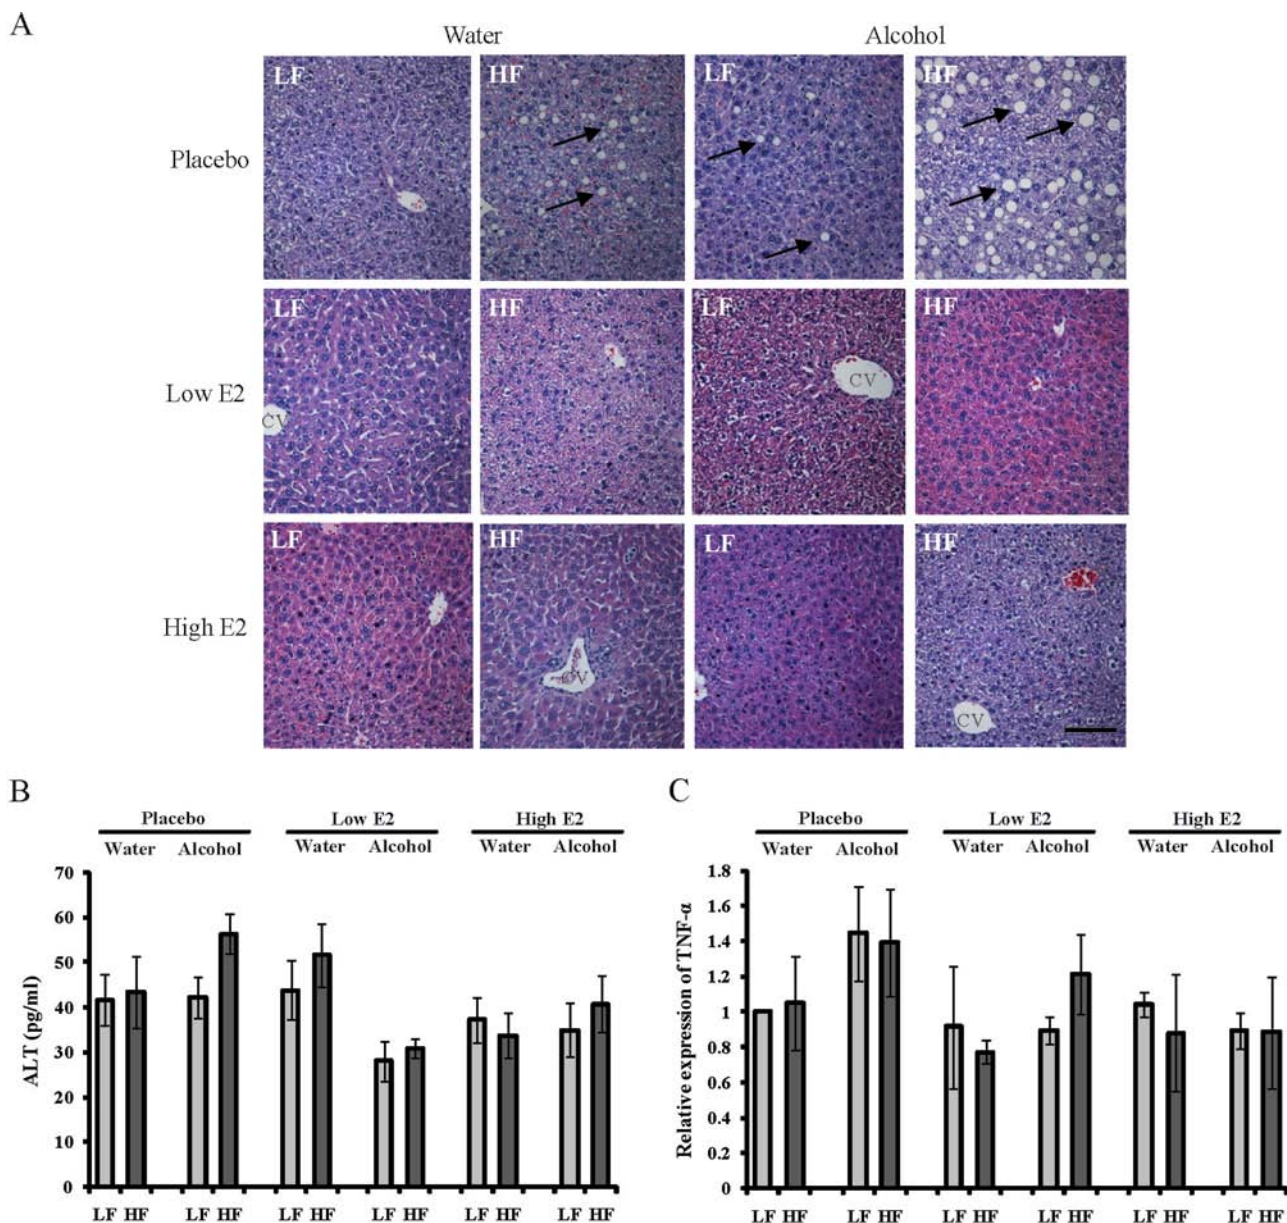 A
Water Alcohol
LF HF LF HF
Placebo
LF HF LF HF
Low E2
CV CV
LF HF LF HF
High E2
CV CV
B
Placebo Low E2 High E2
Water Alcohol Water Alcohol Water Alcohol
ALT (pg/ml)
70
60
50
40
30
20
10
0
LF HF LF HF LF HF LF HF LF HF LF HF
C
Placebo Low E2 High E2
Water Alcohol Water Alcohol Water Alcohol
Relative expression of TNF-α
1.8
1.6
1.4
1.2
1
0.8
0.6
0.4
0.2
0
LF HF LF HF LF HF LF HF LF HF LF HF